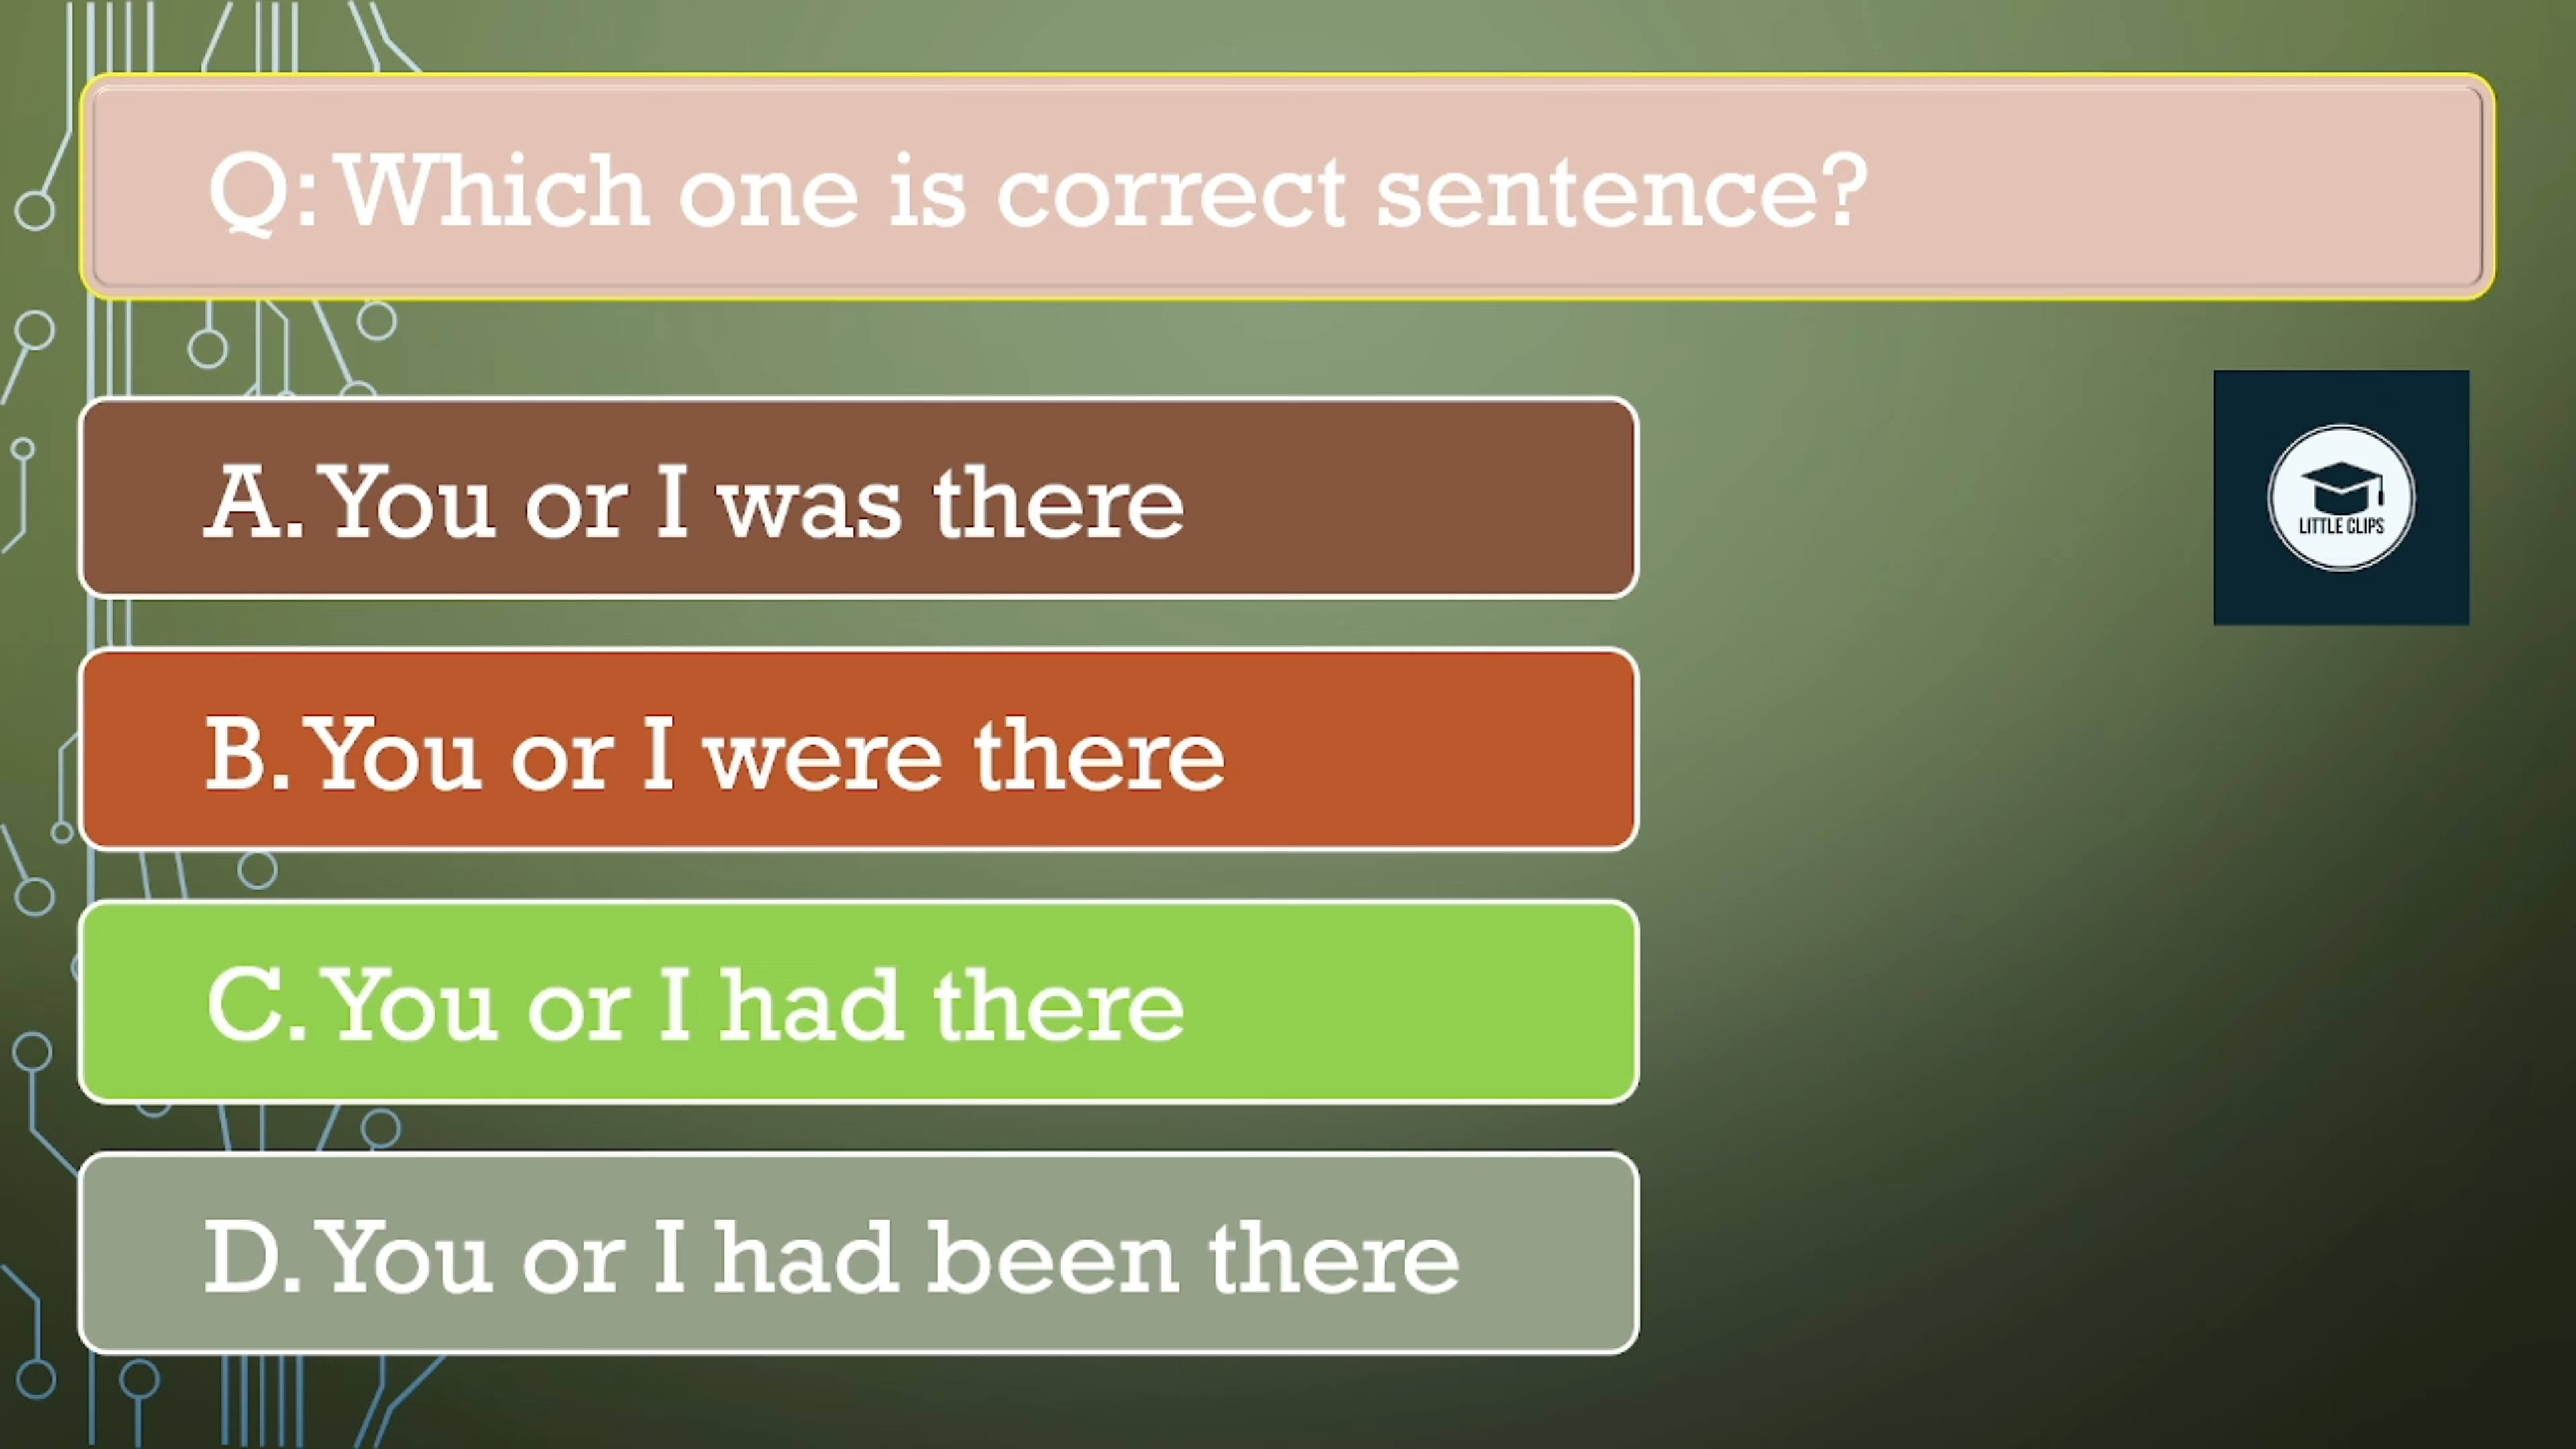 Q: Which one is correct sentence?
A. You or I was there
LITTLE CLIPS
B. You or I were there
C. You or I had there
D. You or I had been there